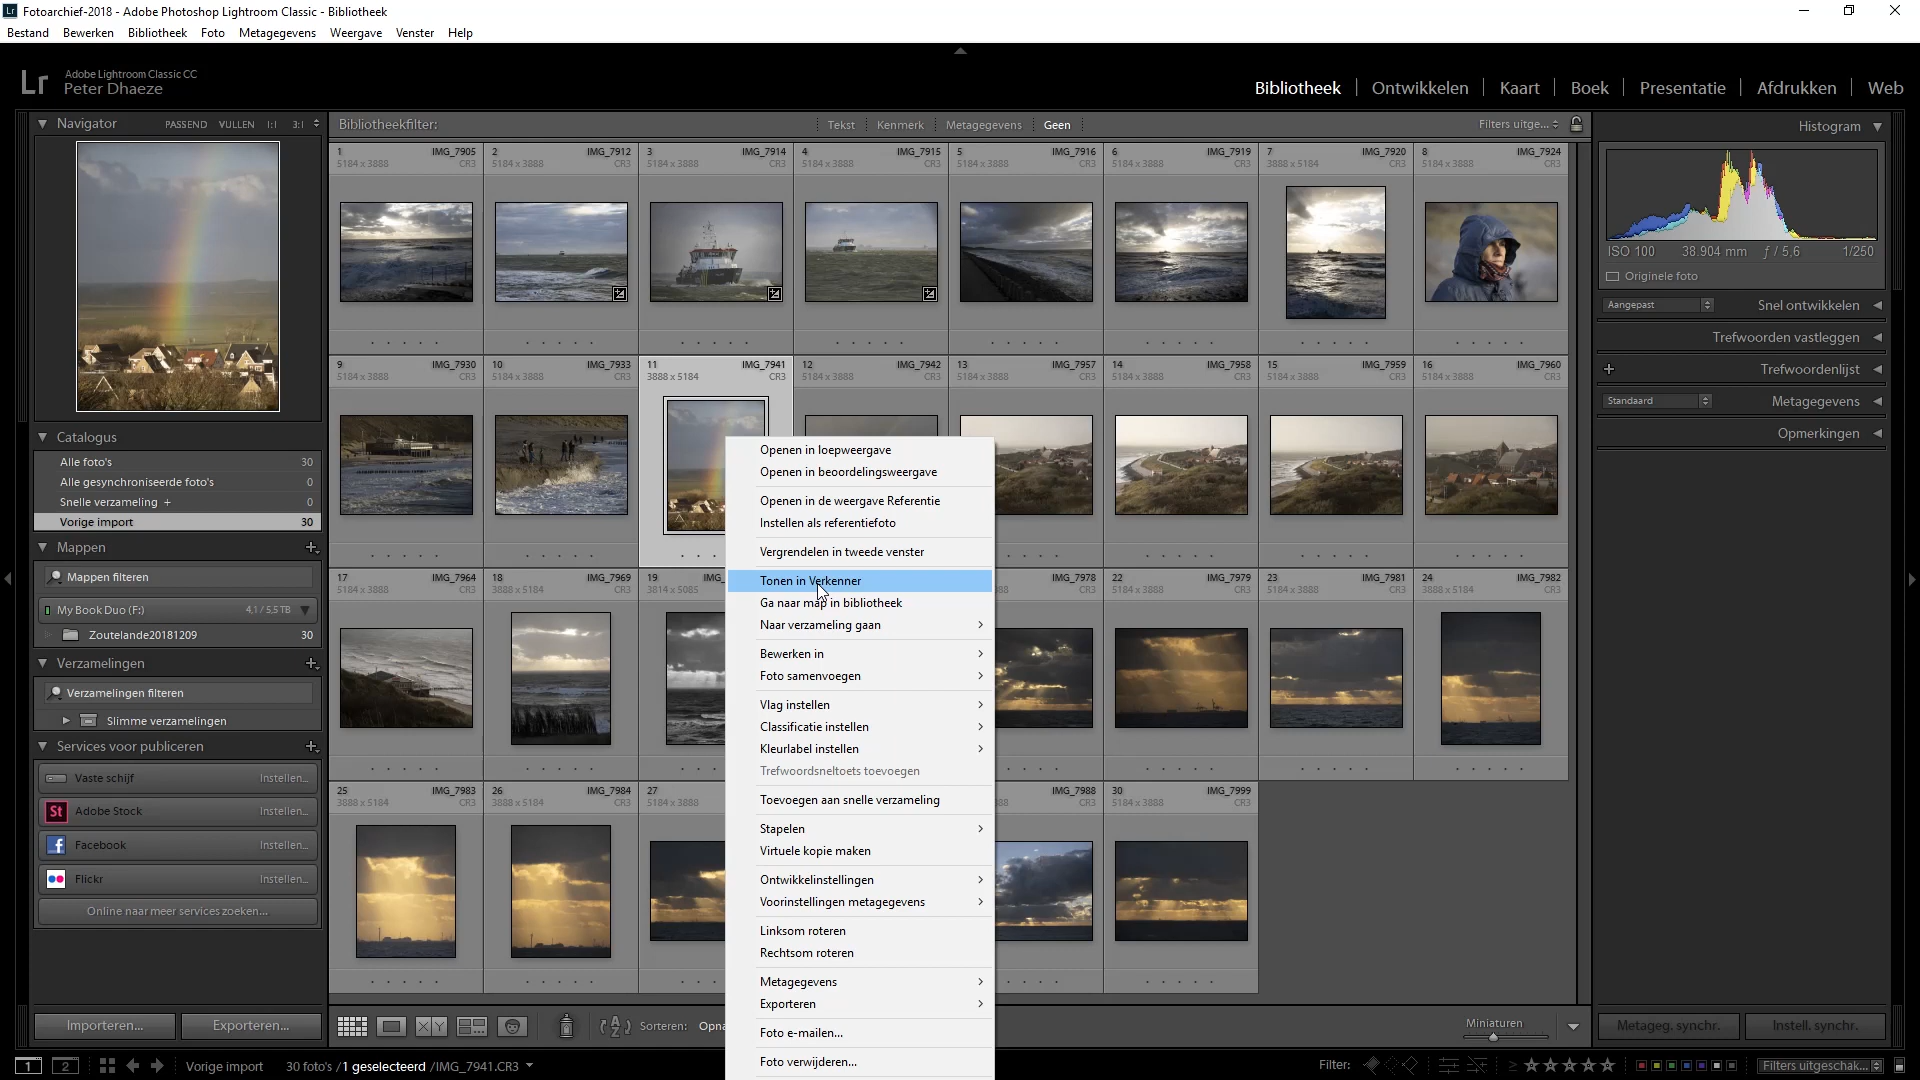 Lr Fotoarchief-2018 - Adobe Photoshop Lightroom Classic - Bibliotheek
Bestand Bewerken Bibliotheek Foto Metagegevens Weergave Venster Help
Lr Adobe Lightroom Classic CC
Peter Dhaeze
Bibliotheek Ontwikkelen Kaart Boek Presentatie Afdrukken Web
Navigator PASSEND VULLEN 1:1 3:1
Bibliotheekfilter: Tekst Kenmerk Metagegevens Geen Filters uitge...
Histogram
1 IMG_7905 2 IMG_7912 3 IMG_7914 4 IMG_7915 5 IMG_7916 6 IMG_7919 7 IMG_7920 8 IMG_7924
5184 x 3888 CR3 5184 x 3888 CR3 5184 x 3888 CR3 5184 x 3888 CR3 5184 x 3888 CR3 5184 x 3888 CR3 3888 x 5184 CR3 5184 x 3888 CR3
ISO 100 38.904 mm ƒ / 5,6 1/250
Originele foto
Aangepast Snel ontwikkelen
Trefwoorden vastleggen
Trefwoordenlijst
Standaard Metagegevens
Opmerkingen
9 IMG_7930 10 IMG_7933 11 IMG_7941 12 IMG_7942 13 IMG_7957 14 IMG_7958 15 IMG_7959 16 IMG_7960
5184 x 3888 CR3 5184 x 3888 CR3 3888 x 5184 CR3 5184 x 3888 CR3 5184 x 3888 CR3 5184 x 3888 CR3 5184 x 3888 CR3 5184 x 3888 CR3
Catalogus
Alle foto's 30
Alle gesynchroniseerde foto's 0
Snelle verzameling + 0
Vorige import 30
Mappen
Mappen filteren
My Book Duo (F:) 4,1 / 5,5 TB
Zoutelande20181209 30
Verzamelingen
Verzamelingen filteren
Slimme verzamelingen
Services voor publiceren
Vaste schijf Instellen...
St Adobe Stock Instellen...
Facebook Instellen...
Flickr Instellen...
Online naar meer services zoeken...
17 IMG_7964 18 IMG_7969 19 IMG_ IMG_7978 22 IMG_7979 23 IMG_7981 24 IMG_7982
5184 x 3888 CR3 3888 x 5184 CR3 3814 x 5085 88 CR3 5184 x 3888 CR3 5184 x 3888 CR3 3888 x 5184 CR3
25 IMG_7983 26 IMG_7984 27 IMG_7988 30 IMG_7999
3888 x 5184 CR3 3888 x 5184 CR3 5184 x 3888 88 CR3 5184 x 3888 CR3
Openen in loepweergave
Openen in beoordelingsweergave
Openen in de weergave Referentie
Instellen als referentiefoto
Vergrendelen in tweede venster
Tonen in Verkenner
Ga naar map in bibliotheek
Naar verzameling gaan
Bewerken in
Foto samenvoegen
Vlag instellen
Classificatie instellen
Kleurlabel instellen
Trefwoordsneltoets toevoegen
Toevoegen aan snelle verzameling
Stapelen
Virtuele kopie maken
Ontwikkelinstellingen
Voorinstellingen metagegevens
Linksom roteren
Rechtsom roteren
Metagegevens
Exporteren
Foto e-mailen...
Foto verwijderen...
Importeren... Exporteren... XY Sorteren: Opna Miniaturen Metageg. synchr. Instell. synchr.
1 2 Vorige import 30 foto's / 1 geselecteerd / IMG_7941.CR3 Filter: ≥ Filters uitgeschak...